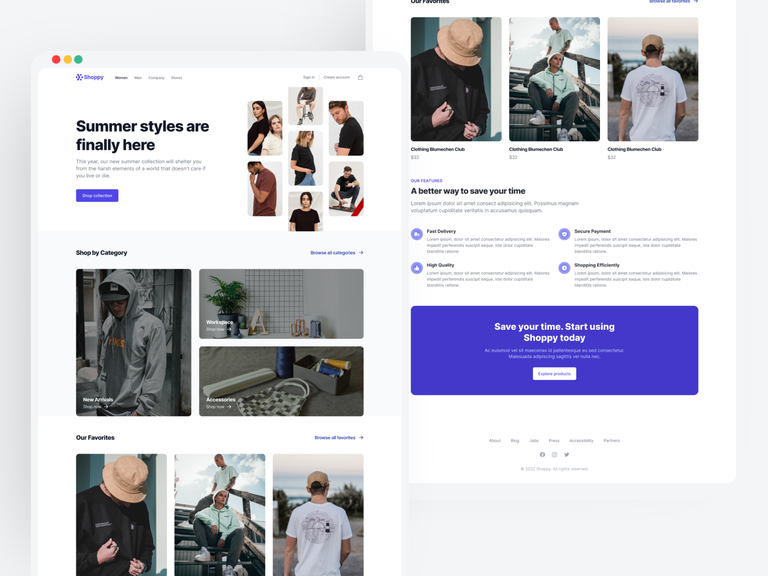 Shoppy
Women
Men
Company
Stores
Sign in
Create account
Summer styles are
finally here
This year, our new summer collection will shelter you
from the harsh elements of a world that doesn't care if
you live or die.
Shop collection
Shop by Category
Browse all categories →
New Arrivals
Shop now →
Workspace
Shop now →
Accessories
Shop now →
Our Favorites
Browse all favorites →
Our Favorites
Browse all favorites →
Clothing Blumechen Club
$32
Clothing Blumechen Club
$32
Clothing Blumechen Club
$32
OUR FEATURES
A better way to save your time
Lorem ipsum dolor sit amet consect adipisicing elit. Possimus magnam
voluptatum cupiditate veritatis in accusamus quisquam.
Fast Delivery
Lorem ipsum, dolor sit amet consectetur adipisicing elit. Maiores
impedit perferendis suscipit eaque, iste dolor cupiditate
blanditiis ratione.
Secure Payment
Lorem ipsum, dolor sit amet consectetur adipisicing elit. Maiores
impedit perferendis suscipit eaque, iste dolor cupiditate
blanditiis ratione.
High Quality
Lorem ipsum, dolor sit amet consectetur adipisicing elit. Maiores
impedit perferendis suscipit eaque, iste dolor cupiditate
blanditiis ratione.
Shopping Efficiently
Lorem ipsum, dolor sit amet consectetur adipisicing elit. Maiores
impedit perferendis suscipit eaque, iste dolor cupiditate
blanditiis ratione.
Save your time. Start using
Shoppy today
Ac euismod vel sit maecenas id pellentesque eu sed consectetur.
Malesuada adipiscing sagittis vel nulla nec.
Explore products
About
Blog
Jobs
Press
Accessibility
Partners
© 2022 Shoppy. All rights reserved.